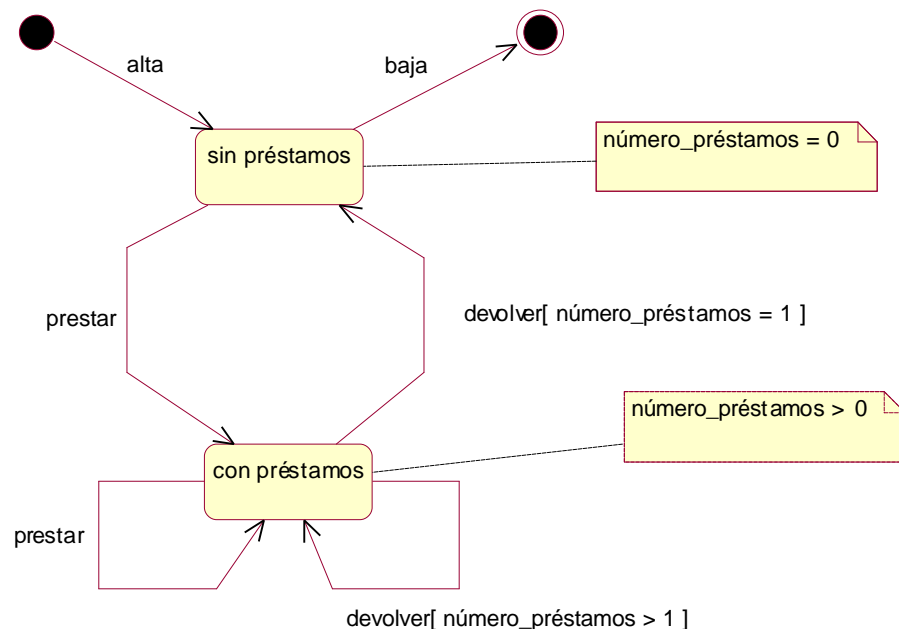 alta
baja
sin préstamos
número_préstamos = 0
prestar
devolver[ número_préstamos = 1 ]
número_préstamos > 0
con préstamos
prestar
devolver[ número_préstamos > 1 ]